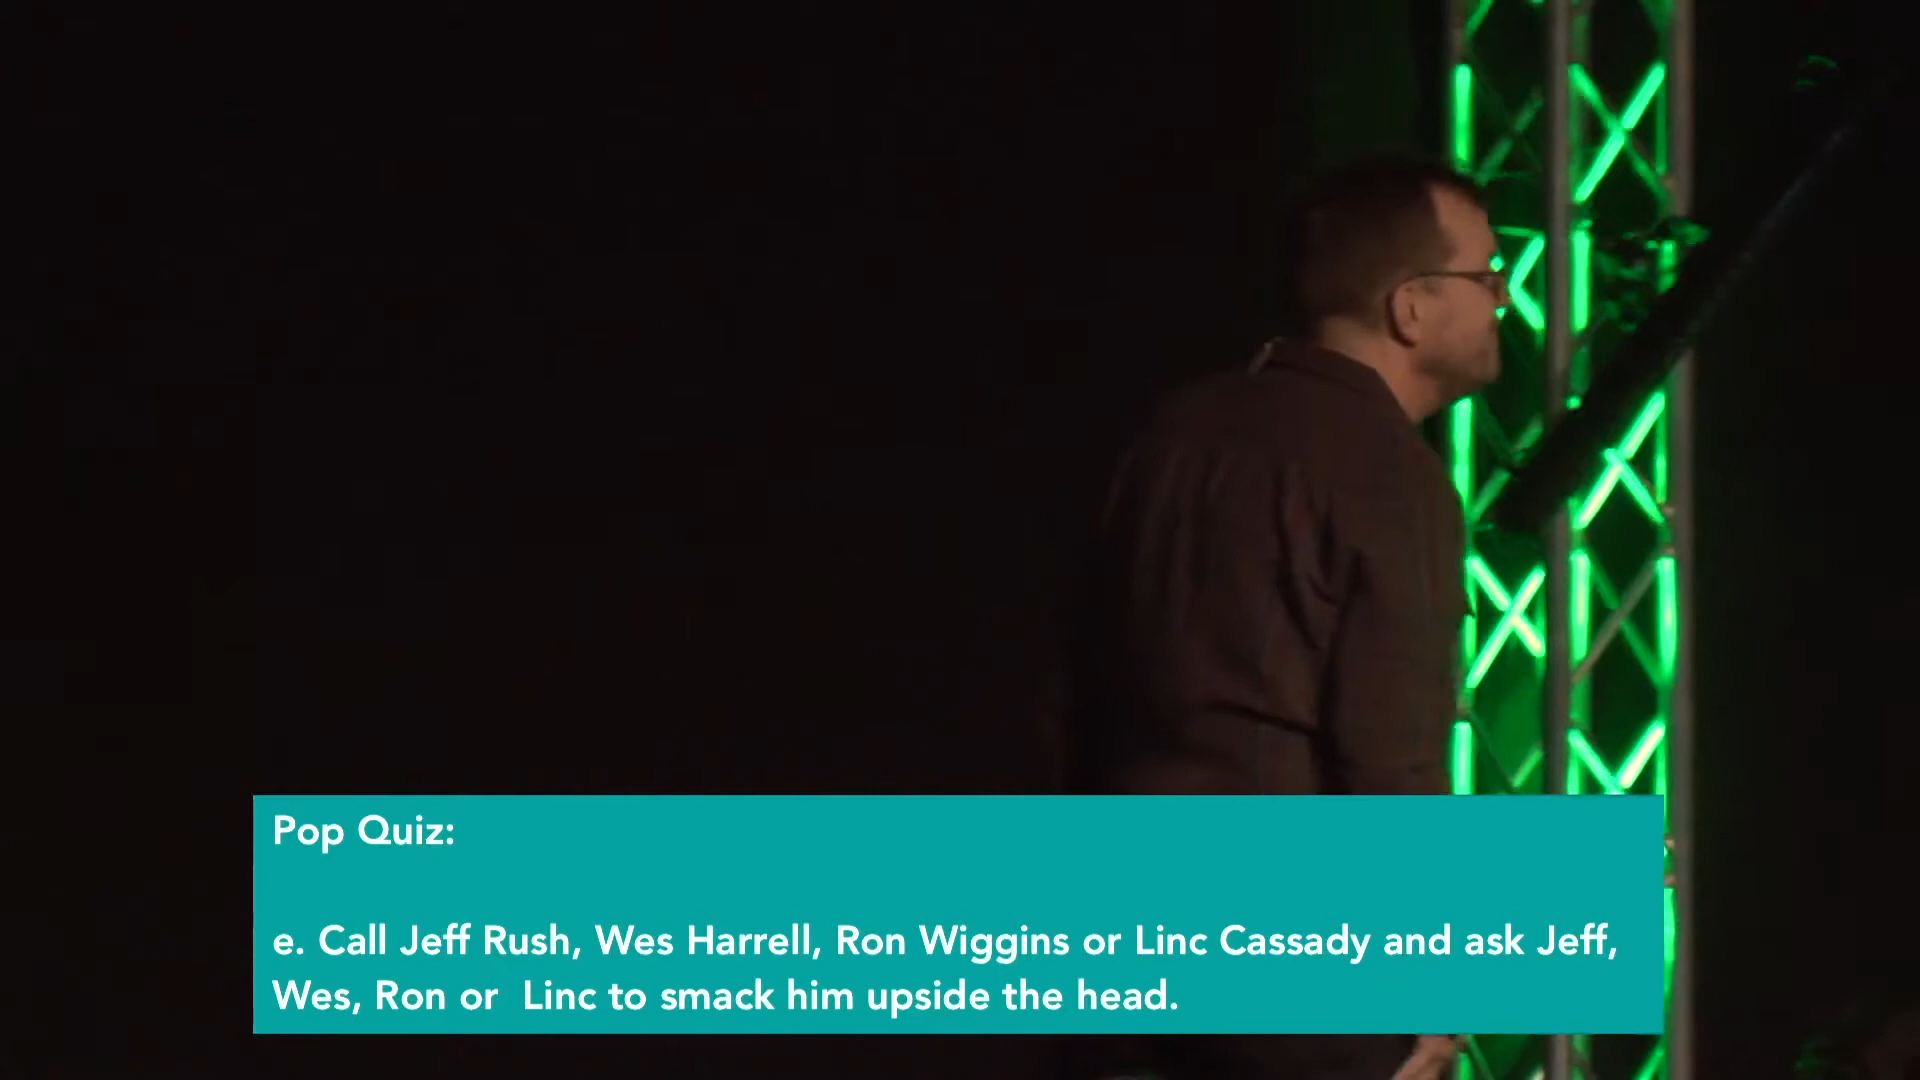 Pop Quiz:
e. Call Jeff Rush, Wes Harrell, Ron Wiggins or Linc Cassady and ask Jeff,
Wes, Ron or  Linc to smack him upside the head.